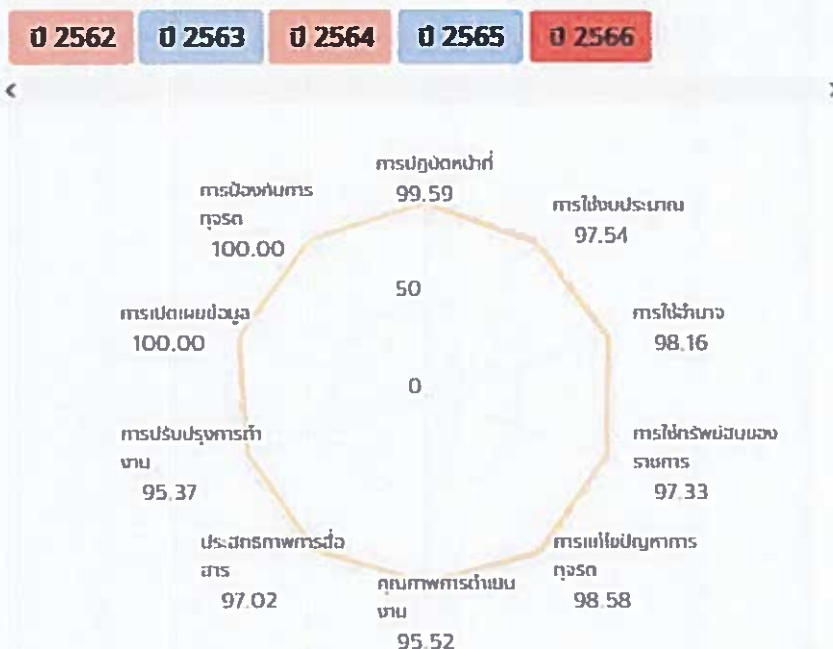 ปี 2562 ปี 2563 ปี 2564 ปี 2565 ปี 2566
การปฏิบัติหน้าที่
99.59
การป้องกันการ
ทุจริต
100.00
การใช้งบประมาณ
97.54
50
การเปิดเผยข้อมูล
100.00
การใช้อำนาจ
98.16
0
การปรับปรุงการทำ
งาน
95.37
การใช้ทรัพย์สินของ
ราชการ
97.33
ประสิทธิภาพการสื่อ
สาร
97.02
การแก้ไขปัญหาการ
ทุจริต
98.58
คุณภาพการดำเนิน
งาน
95.52